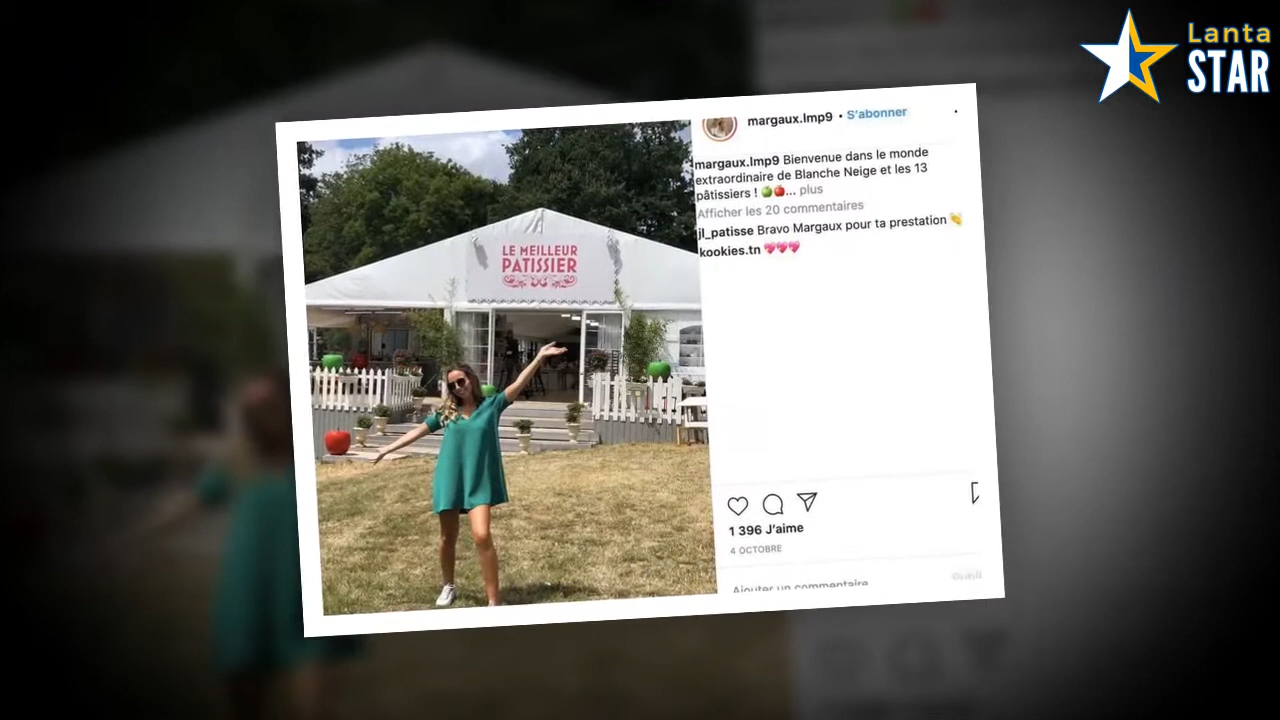 Lanta
STAR
LE MEILLEUR
PATISSIER
margaux.lmp9 • S'abonner
margaux.lmp9 Bienvenue dans le monde
extraordinaire de Blanche Neige et les 13
pâtissiers ! 🍏🍎... plus
Afficher les 20 commentaires
jl_patisse Bravo Margaux pour ta prestation 👏
kookies.tn 💖💖💖
1 396 J'aime
4 OCTOBRE
Ajouter un commentaire